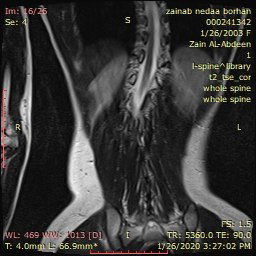 Im: 16/26
Se: 4
S
zainab nedaa borhan
000241342
1/26/2003 F
Zain AL-Abdeen
1
l-spine^library
t2_tse_cor
whole spine
whole spine
R
L
WL: 469 WW: 1013 [D]
T: 4.0mm L: 66.9mm*
I
FS: 1.5
TR: 5360.0 TE: 90.0
1/26/2020 3:27:02 PM